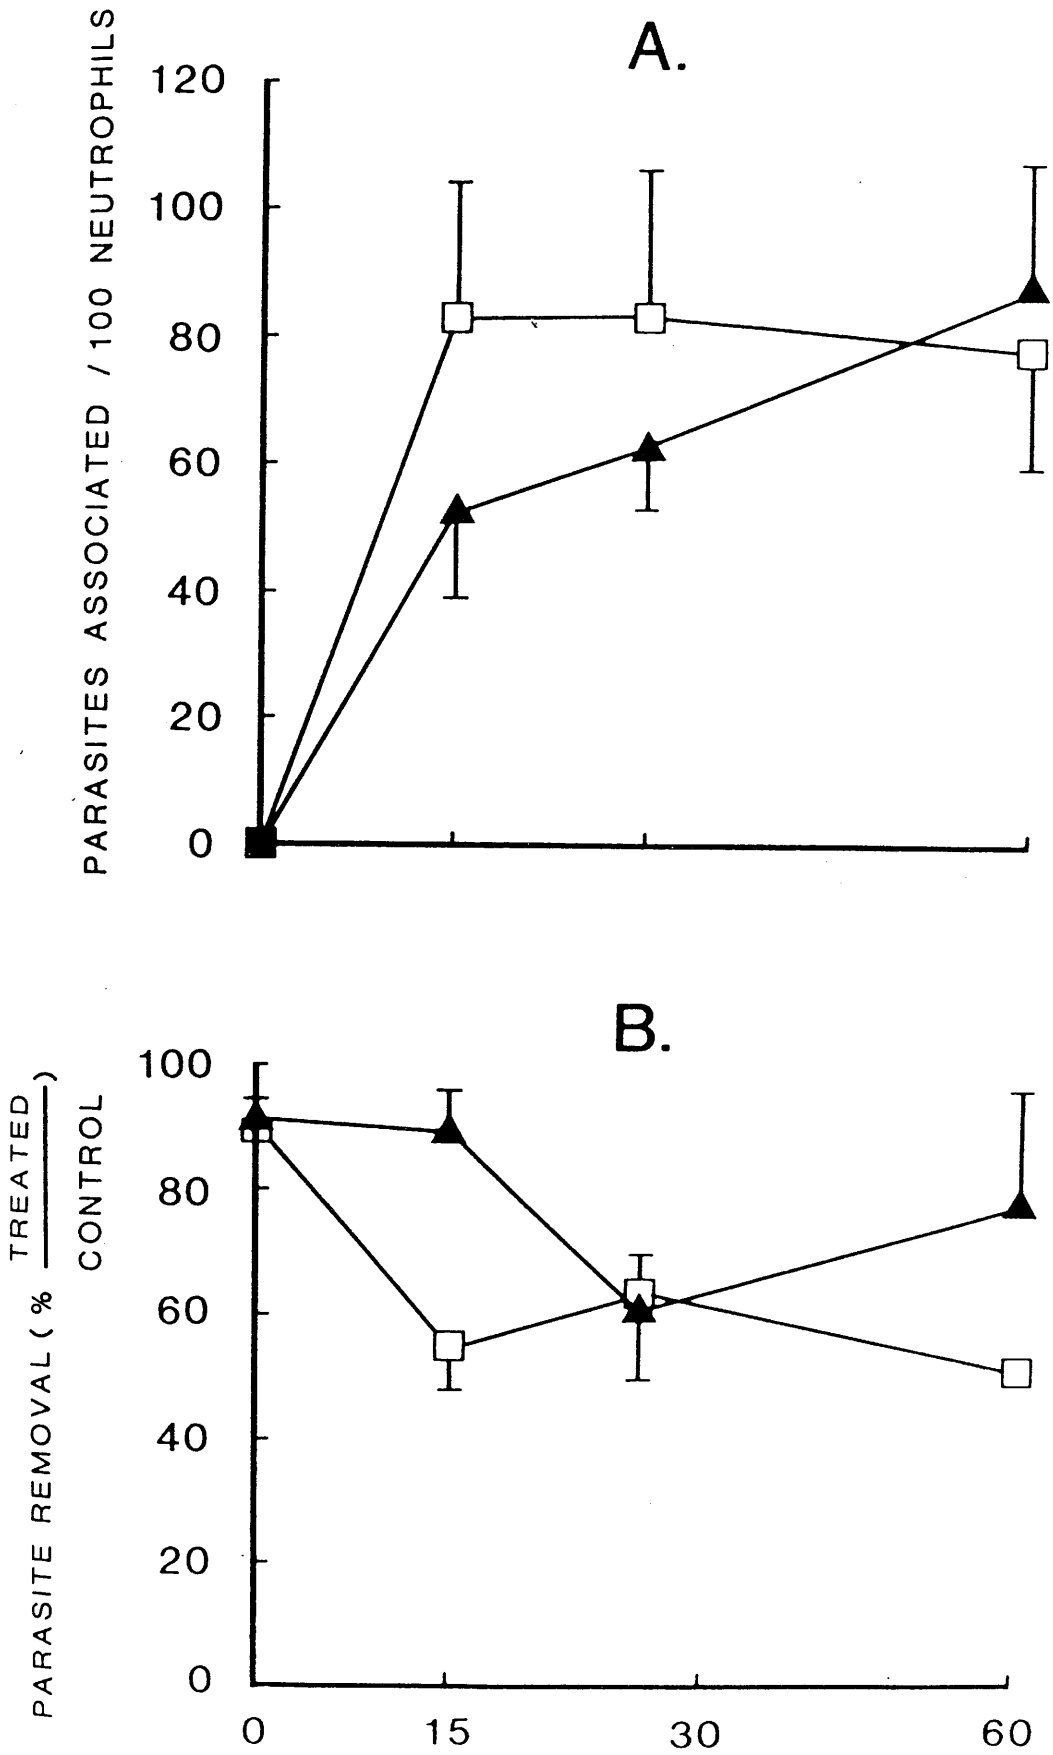 A.
PARASITES ASSOCIATED / 100 NEUTROPHILS
120
100
80
60
40
20
0
B.
PARASITE REMOVAL ( % TREATED )
CONTROL
100
80
60
40
20
0
0 15 30 60